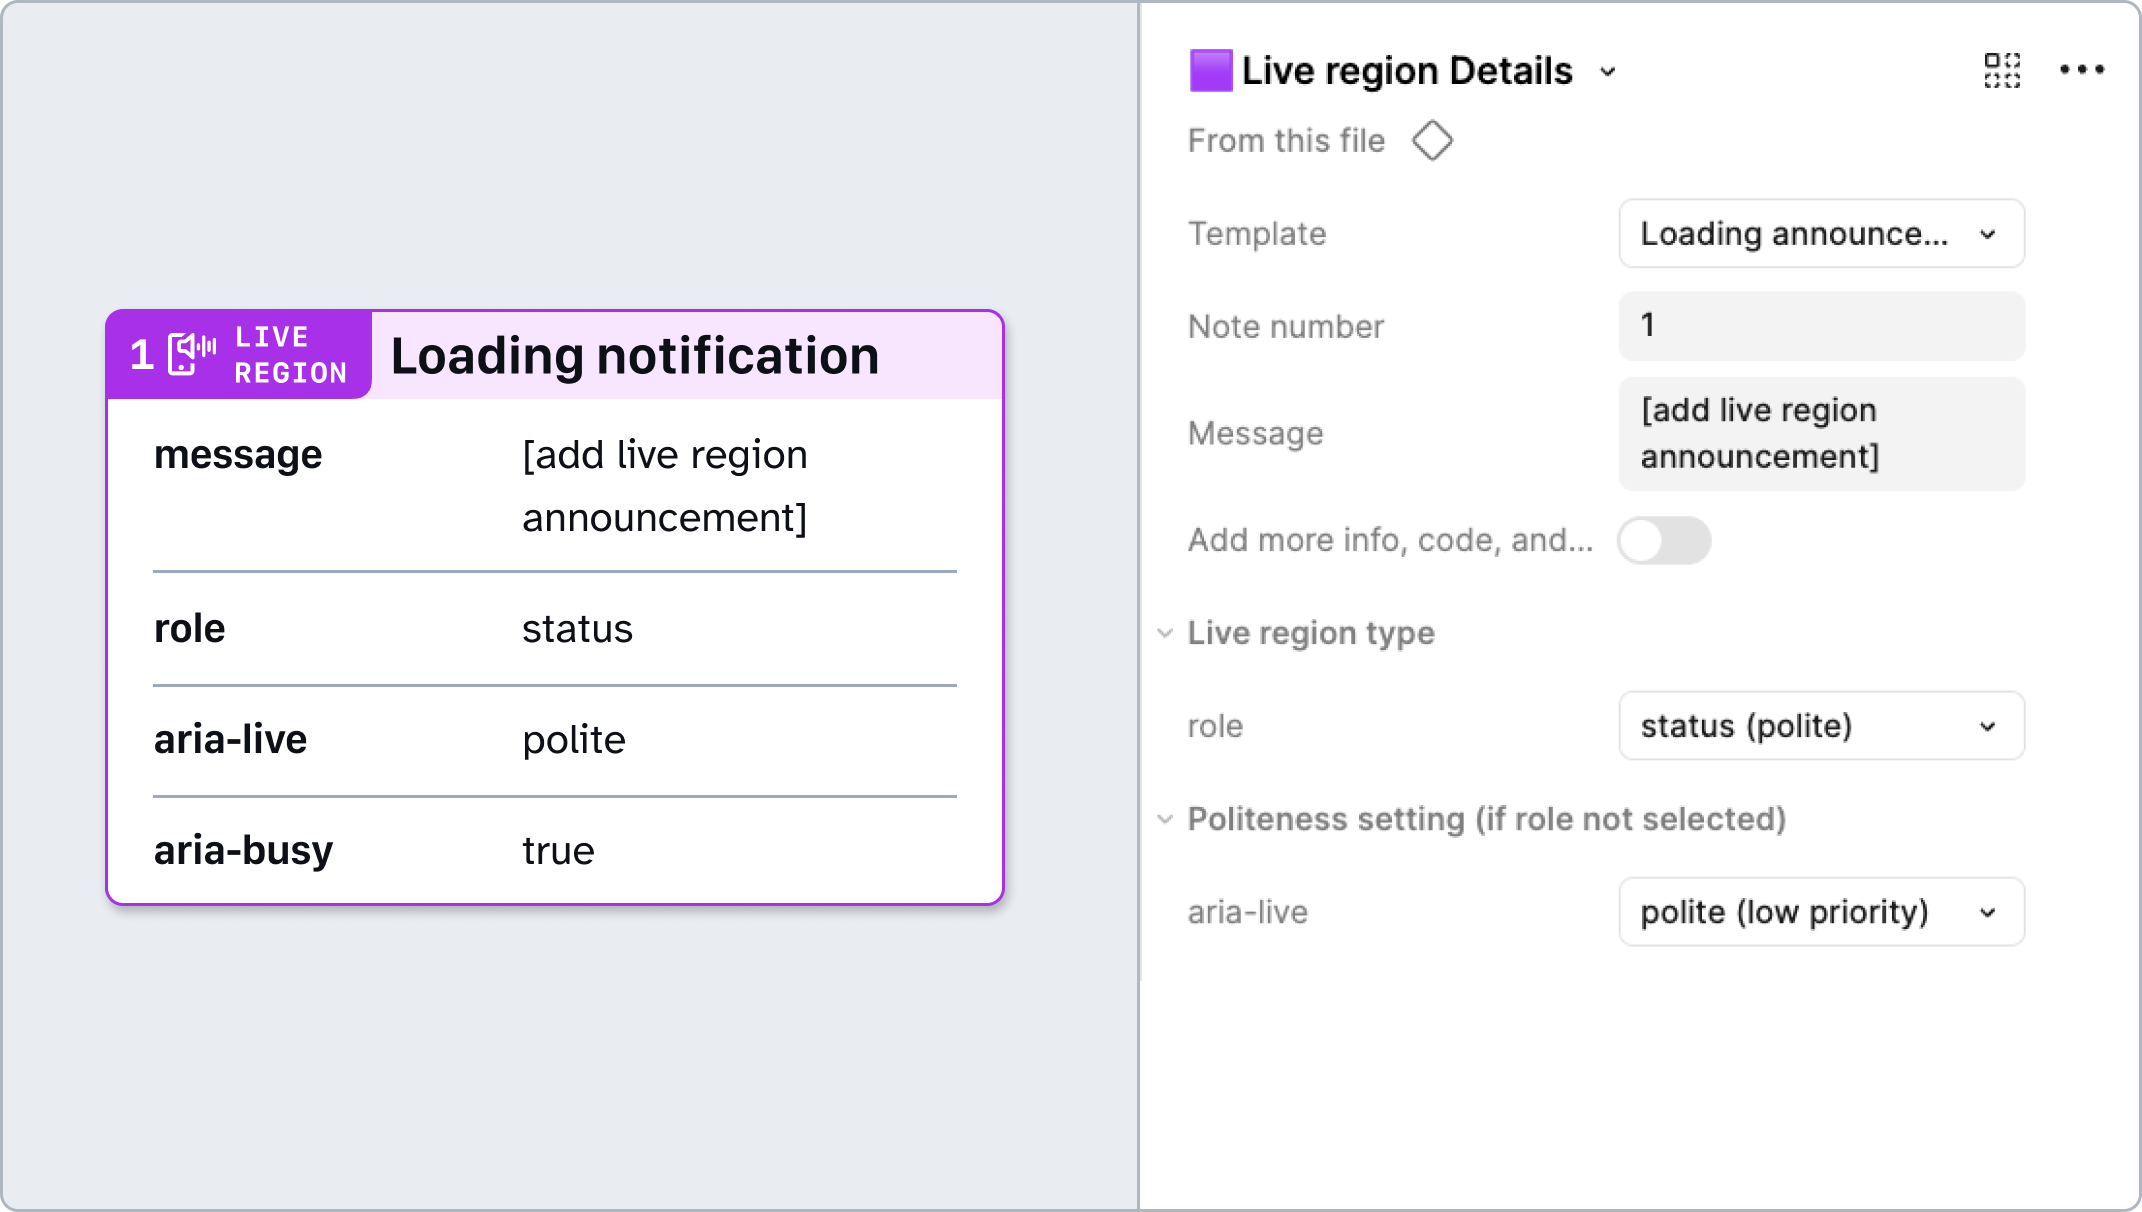 1 LIVE
REGION
Loading notification
message
[add live region
announcement]
role
status
aria-live
polite
aria-busy
true
Live region Details
From this file
Template
Loading announce...
Note number
1
Message
[add live region
announcement]
Add more info, code, and...
Live region type
role
status (polite)
Politeness setting (if role not selected)
aria-live
polite (low priority)